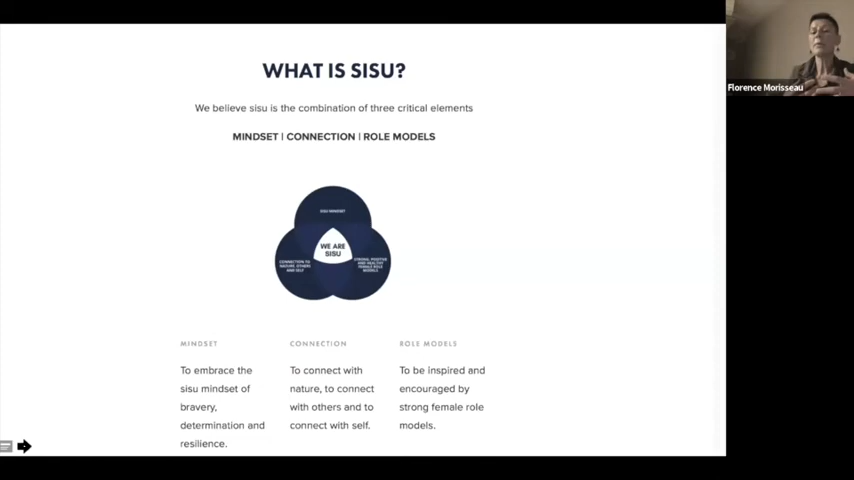 WHAT IS SISU?
We believe sisu is the combination of three critical elements
MINDSET | CONNECTION | ROLE MODELS
SISU MINDSET
WE ARE
SISU
CONNECTION TO
NATURE, OTHERS
AND SELF
STRONG, POSITIVE
AND HEALTHY
FEMALE ROLE
MODELS
MINDSET
To embrace the
sisu mindset of
bravery,
determination and
resilience.
CONNECTION
To connect with
nature, to connect
with others and to
connect with self.
ROLE MODELS
To be inspired and
encouraged by
strong female role
models.
Florence Morisseau